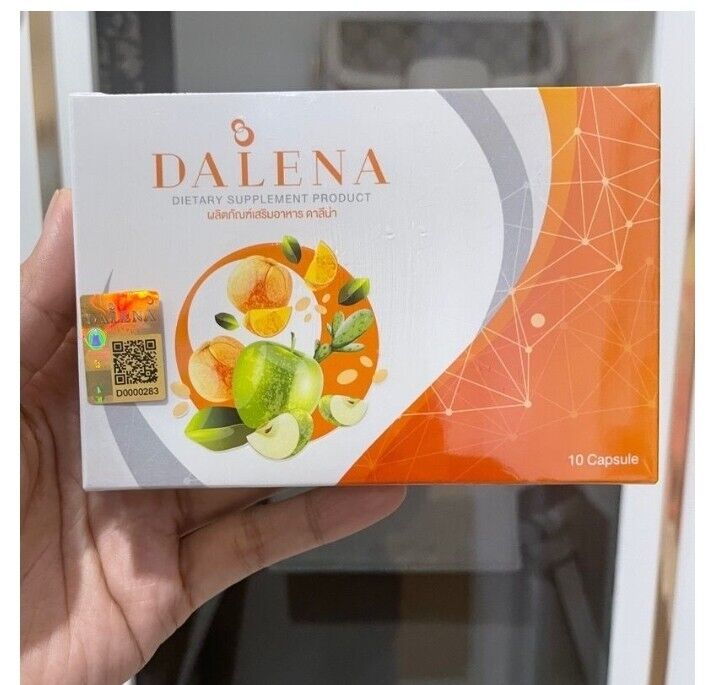 DALENA
DIETARY SUPPLEMENT PRODUCT
ผลิตภัณฑ์เสริมอาหาร ดาลีน่า
DALENA
D0000263
10 Capsule